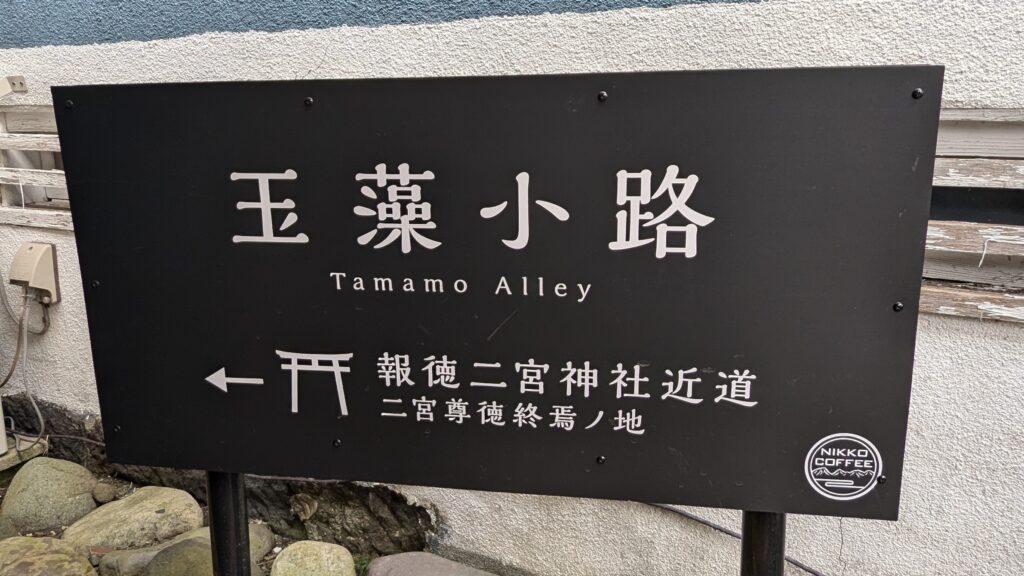 玉藻小路
Tamamo Alley
報徳二宮神社近道
二宮尊徳終焉ノ地
NIKKO
COFFEE